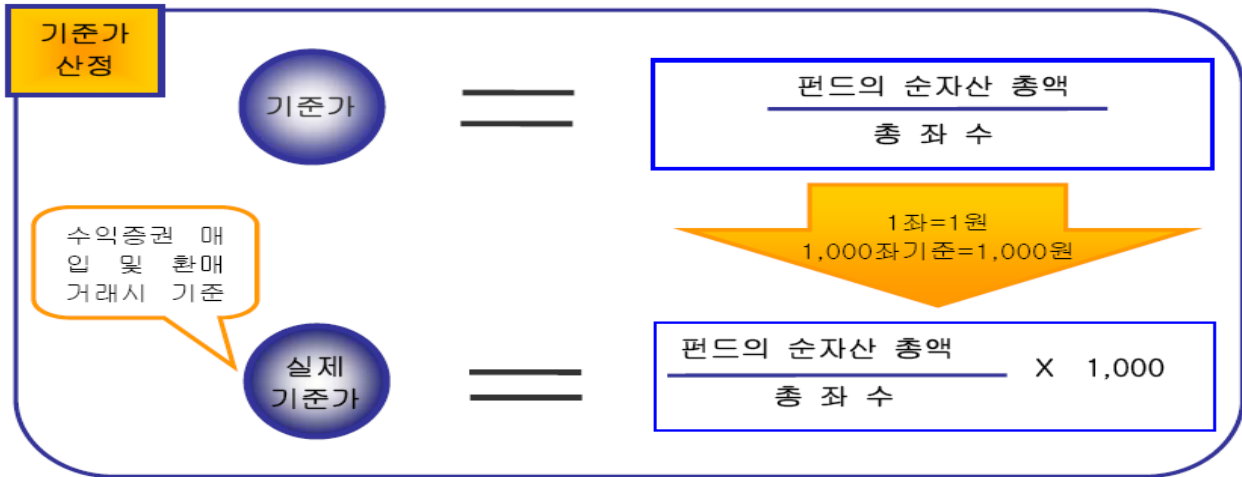 기준가
산정
기준가
펀드의 순자산 총액
총 좌 수
1좌=1원
1,000좌기준=1,000원
수익증권 매
입 및 환매
거래시 기준
실제
기준가
펀드의 순자산 총액
총 좌 수
X 1,000